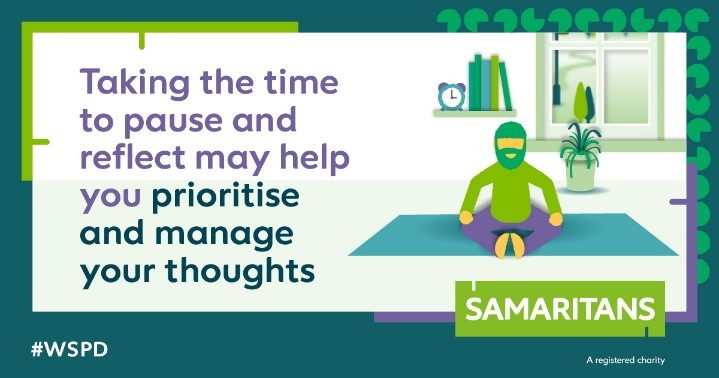 Taking the time
to pause and
reflect may help
you prioritise
and manage
your thoughts
SAMARITANS
#WSPD
A registered charity